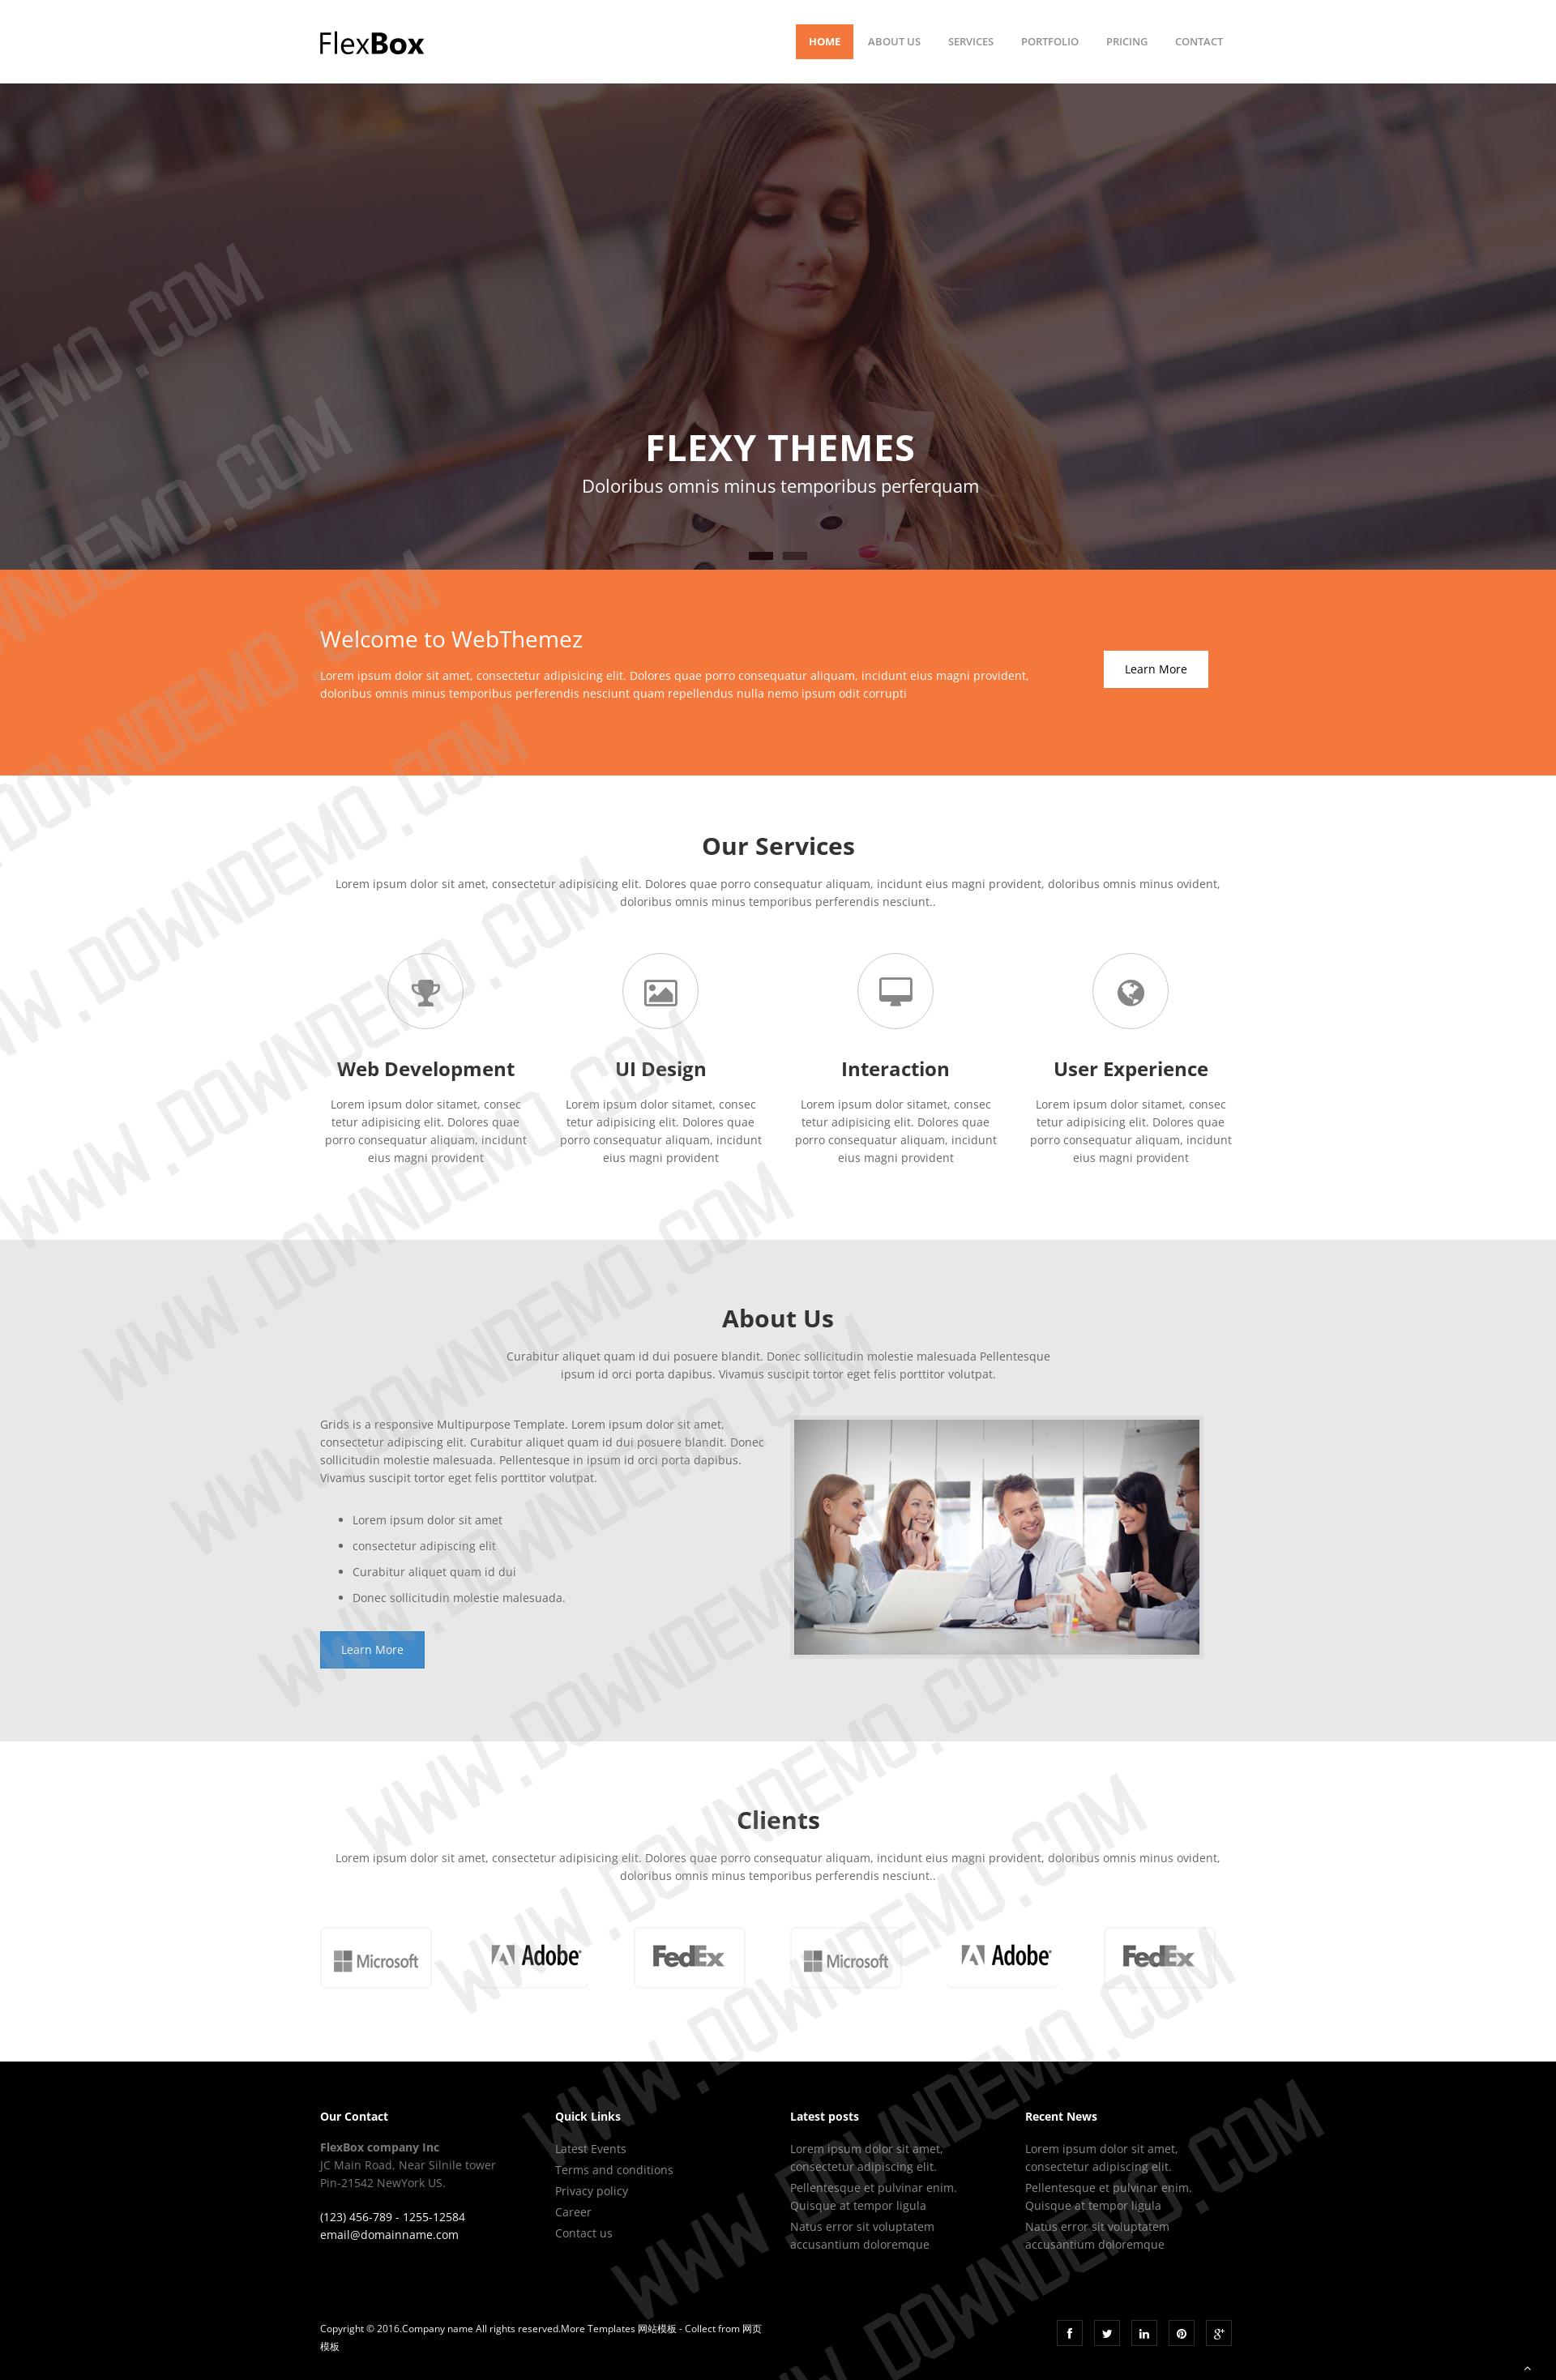 FlexBox
HOME ABOUT US SERVICES PORTFOLIO PRICING CONTACT
FLEXY THEMES
Doloribus omnis minus temporibus perferquam
Welcome to WebThemez
Lorem ipsum dolor sit amet, consectetur adipisicing elit. Dolores quae porro consequatur aliquam, incidunt eius magni provident,
doloribus omnis minus temporibus perferendis nesciunt quam repellendus nulla nemo ipsum odit corrupti
Learn More
Our Services
Lorem ipsum dolor sit amet, consectetur adipisicing elit. Dolores quae porro consequatur aliquam, incidunt eius magni provident, doloribus omnis minus ovident,
doloribus omnis minus temporibus perferendis nesciunt..
Web Development
Lorem ipsum dolor sitamet, consec
tetur adipisicing elit. Dolores quae
porro consequatur aliquam, incidunt
eius magni provident
UI Design
Lorem ipsum dolor sitamet, consec
tetur adipisicing elit. Dolores quae
porro consequatur aliquam, incidunt
eius magni provident
Interaction
Lorem ipsum dolor sitamet, consec
tetur adipisicing elit. Dolores quae
porro consequatur aliquam, incidunt
eius magni provident
User Experience
Lorem ipsum dolor sitamet, consec
tetur adipisicing elit. Dolores quae
porro consequatur aliquam, incidunt
eius magni provident
About Us
Curabitur aliquet quam id dui posuere blandit. Donec sollicitudin molestie malesuada Pellentesque
ipsum id orci porta dapibus. Vivamus suscipit tortor eget felis porttitor volutpat.
Grids is a responsive Multipurpose Template. Lorem ipsum dolor sit amet,
consectetur adipiscing elit. Curabitur aliquet quam id dui posuere blandit. Donec
sollicitudin molestie malesuada. Pellentesque in ipsum id orci porta dapibus.
Vivamus suscipit tortor eget felis porttitor volutpat.
• Lorem ipsum dolor sit amet
• consectetur adipiscing elit
• Curabitur aliquet quam id dui
• Donec sollicitudin molestie malesuada.
Learn More
Clients
Lorem ipsum dolor sit amet, consectetur adipisicing elit. Dolores quae porro consequatur aliquam, incidunt eius magni provident, doloribus omnis minus ovident,
doloribus omnis minus temporibus perferendis nesciunt..
Microsoft Adobe FedEx Microsoft Adobe FedEx
Our Contact
FlexBox company Inc
JC Main Road, Near Silnile tower
Pin-21542 NewYork US.
(123) 456-789 - 1255-12584
email@domainname.com
Quick Links
Latest Events
Terms and conditions
Privacy policy
Career
Contact us
Latest posts
Lorem ipsum dolor sit amet,
consectetur adipiscing elit.
Pellentesque et pulvinar enim.
Quisque at tempor ligula
Natus error sit voluptatem
accusantium doloremque
Recent News
Lorem ipsum dolor sit amet,
consectetur adipiscing elit.
Pellentesque et pulvinar enim.
Quisque at tempor ligula
Natus error sit voluptatem
accusantium doloremque
Copyright © 2016.Company name All rights reserved.More Templates 网站模板 - Collect from 网页
模板
WWW.DOWNDEMO.COM